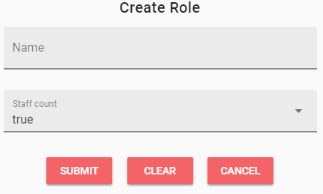 Create Role
Name
Staff count
true
SUBMIT CLEAR CANCEL